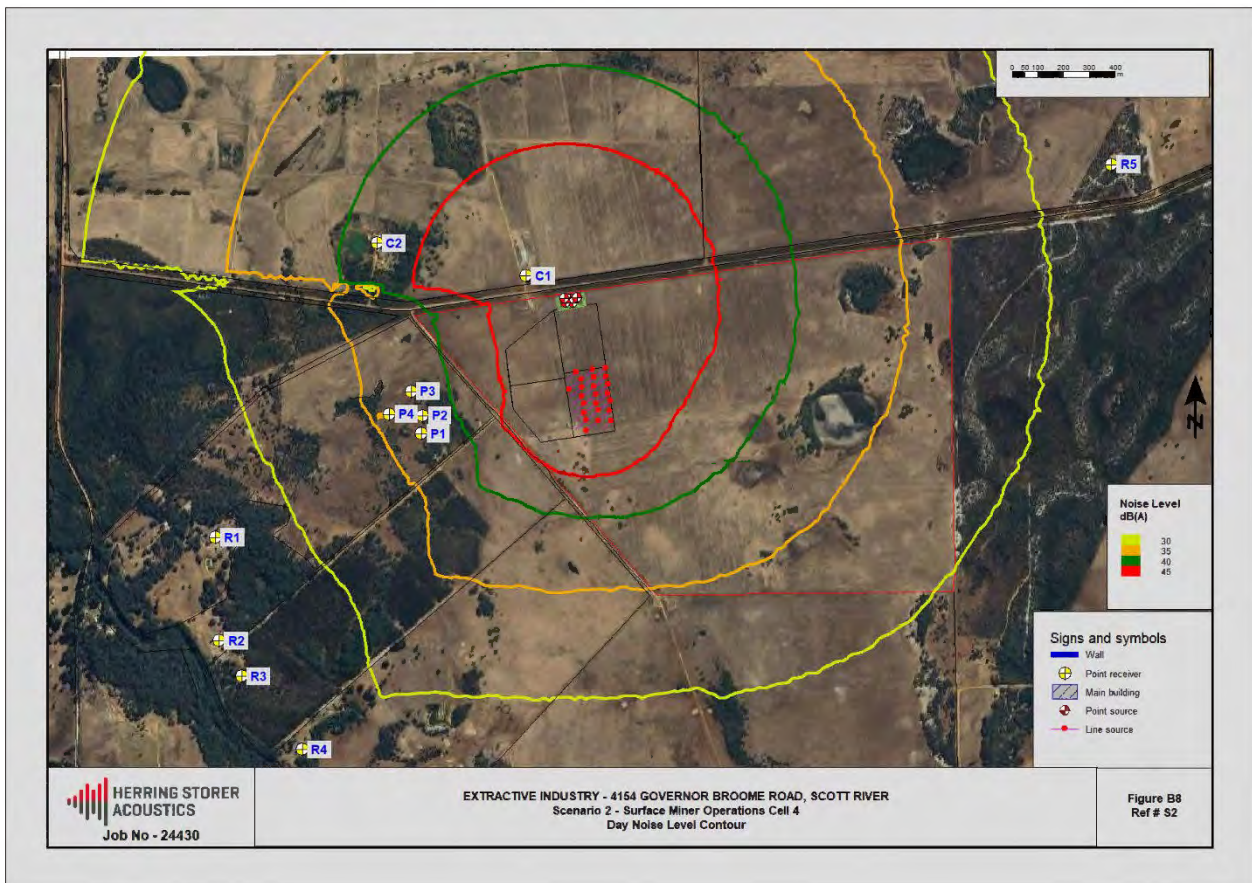 0 50 100 200 300 400
m
R5
C2
C1
P3
P4
P2
P1
R1
R2
R3
R4
N
Noise Level
dB(A)
30
35
40
45
Signs and symbols
Wall
Point receiver
Main building
Point source
Line source
HERRING STORER
ACOUSTICS
Job No - 24430
EXTRACTIVE INDUSTRY - 4154 GOVERNOR BROOME ROAD, SCOTT RIVER
Scenario 2 - Surface Miner Operations Cell 4
Day Noise Level Contour
Figure B8
Ref # S2